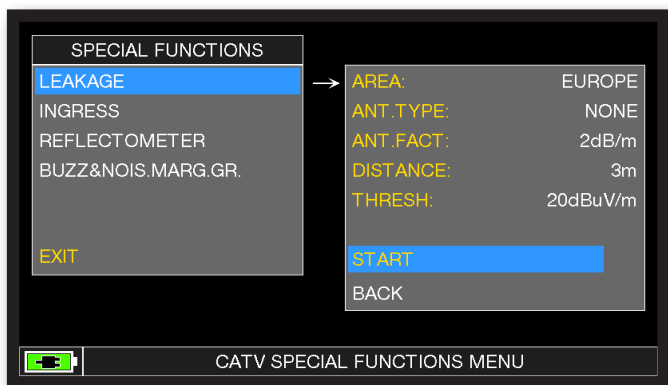 SPECIAL FUNCTIONS
LEAKAGE
INGRESS
REFLECTOMETER
BUZZ&NOIS.MARG.GR.
EXIT
AREA: EUROPE
ANT.TYPE: NONE
ANT.FACT: 2dB/m
DISTANCE: 3m
THRESH: 20dBuV/m
START
BACK
CATV SPECIAL FUNCTIONS MENU